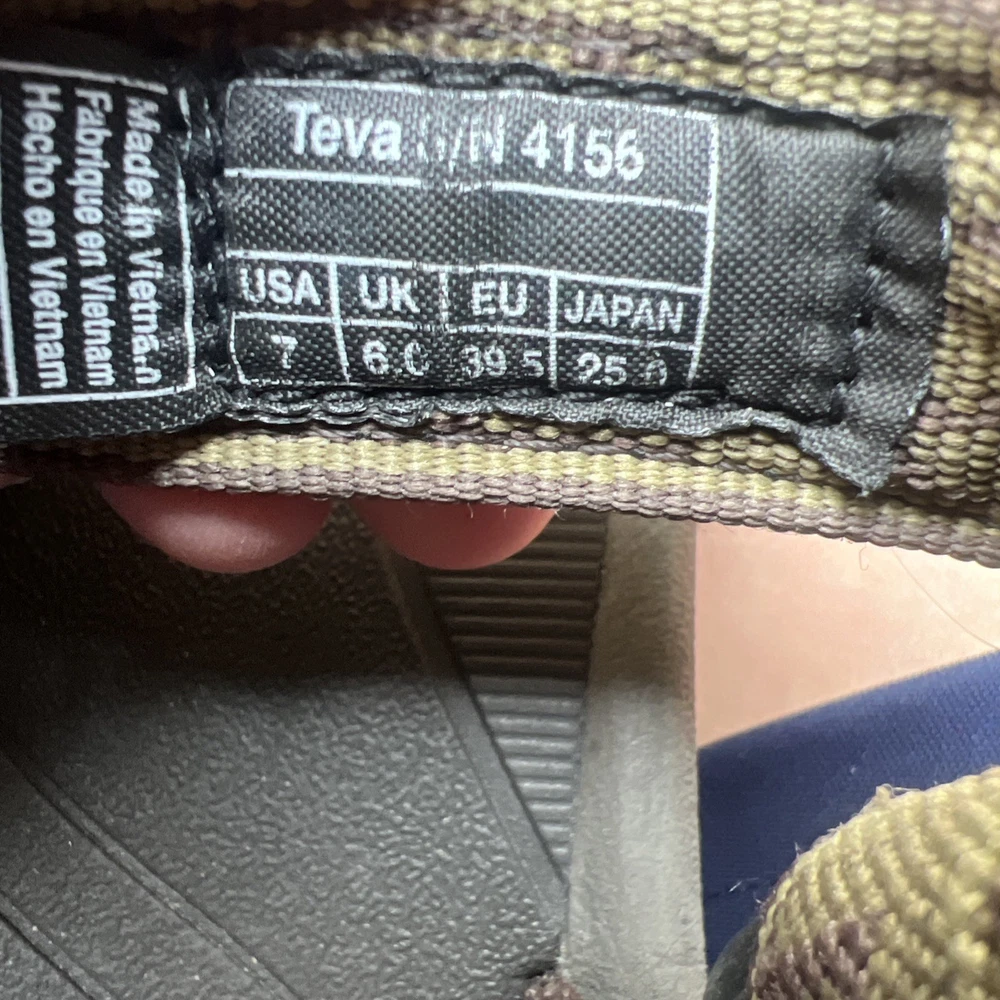 Made in Vietnam
Fabriqué en Vietnam
Hecho en Vietnam
Teva S/N 4156
USA UK EU JAPAN
7 6.0 39.5 25.0